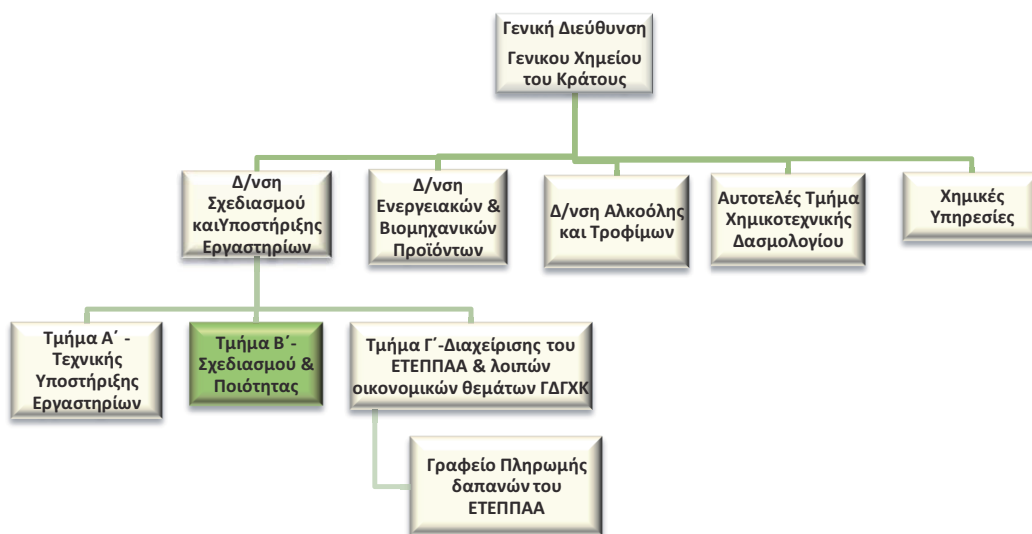 Γενική Διεύθυνση
Γενικου Χημείου
του Κράτους
Δ/νση
Σχεδιασμού
καιΥποστήριξης
Εργαστηρίων
Δ/νση
Ενεργειακών &
Βιομηχανικών
Προϊόντων
Δ/νση Αλκοόλης
και Τροφίμων
Αυτοτελές Τμήμα
Χημικοτεχνικής
Δασμολογίου
Χημικές
Υπηρεσίες
Τμήμα Α΄ -
Τεχνικής
Υποστήριξης
Εργαστηρίων
Τμήμα Β΄-
Σχεδιασμού &
Ποιότητας
Τμήμα Γ΄-Διαχείρισης του
ΕΤΕΠΠΑΑ & λοιπών
οικονομικών θεμάτων ΓΔΓΧΚ
Γραφείο Πληρωμής
δαπανών του
ΕΤΕΠΠΑΑ